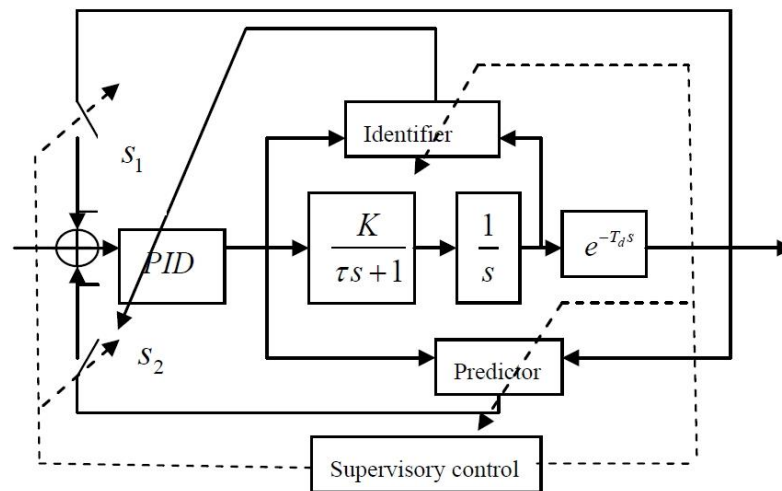 Identifier
s₁
PID
K
τs + 1
1
s
e^{-T_d s}
s₂
Predictor
Supervisory control